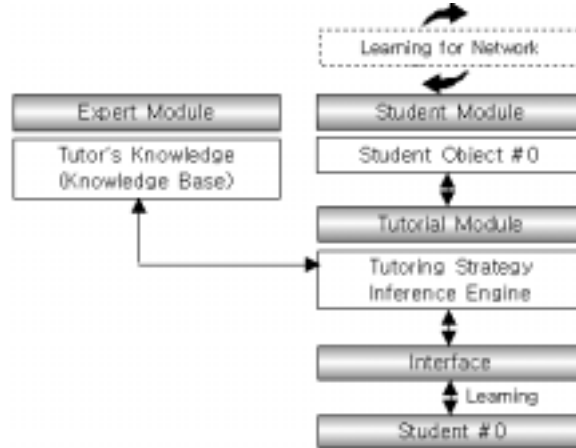 Learning for Network
Expert Module
Student Module
Tutor's Knowledge
(Knowledge Base)
Student Object #0
Tutorial Module
Tutoring Strategy
Inference Engine
Interface
Learning
Student #0